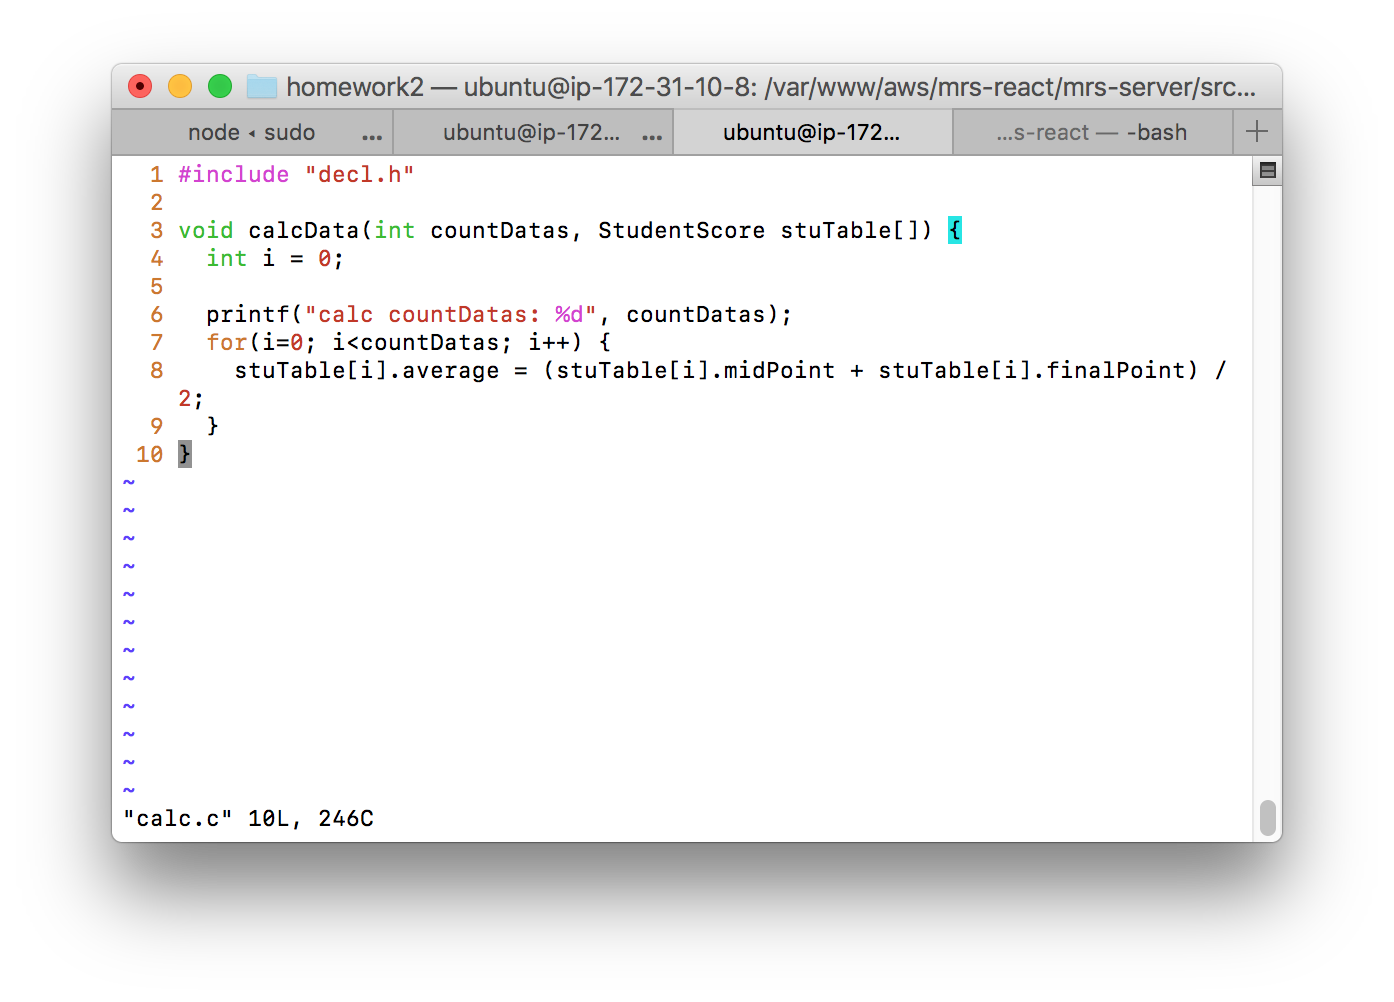 homework2 — ubuntu@ip-172-31-10-8: /var/www/aws/mrs-react/mrs-server/src...
node ◂ sudo ... ubuntu@ip-172... ... ubuntu@ip-172... ...s-react — -bash +
1 #include "decl.h"
2
3 void calcData(int countDatas, StudentScore stuTable[]) {
4   int i = 0;
5
6   printf("calc countDatas: %d", countDatas);
7   for(i=0; i<countDatas; i++) {
8     stuTable[i].average = (stuTable[i].midPoint + stuTable[i].finalPoint) /
2;
9   }
10 }
~
~
~
~
~
~
~
~
~
~
~
~
"calc.c" 10L, 246C